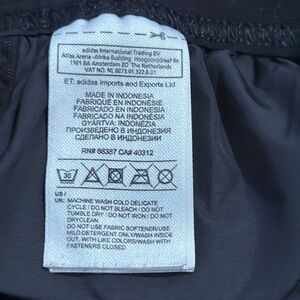 adidas International Trading BV
Atlas Arena -Afrika Building Hoogoorddreef 9a
1101 BA Amsterdam ZO The Netherlands
VAT NO. NL 8073.01.322.B.01
ET: adidas Imports and Exports Ltd
MADE IN INDONESIA
FABRIQUÉ EN INDONÉSIE
FABRICADO EN INDONESIA
FABRICADO NA INDONÉSIA
GYÁRTVA: INDONÉZIA
ПРОИЗВЕДЕНО В ИНДОНЕЗИИ
СДЕЛАНО В ИНДОНЕЗИИ
RN# 88387 CA# 40312
30
US /
UK: MACHINE WASH COLD DELICATE
CYCLE / DO NOT BLEACH / DO NOT
TUMBLE DRY / DO NOT IRON / DO NOT
DRYCLEAN
DO NOT USE FABRIC SOFTENER/USE
MILD DETERGENT ONLY/WASH INSIDE
OUT, WITH LIKE COLORS/WASH WITH
FASTENERS CLOSED